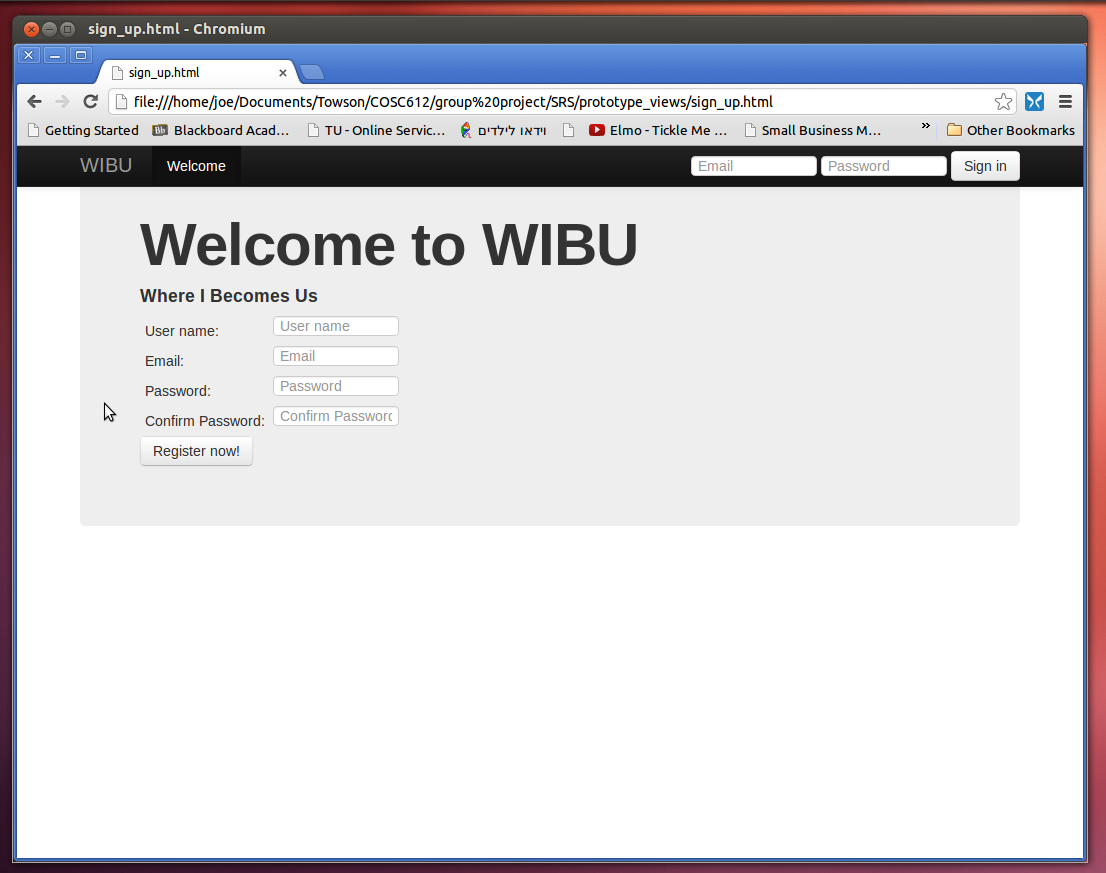 sign_up.html - Chromium
sign_up.html
file:///home/joe/Documents/Towson/COSC612/group%20project/SRS/prototype_views/sign_up.html
Getting Started Bb Blackboard Acad... TU - Online Servic... וידאו לילדים Elmo - Tickle Me ... Small Business M... » Other Bookmarks
WIBU Welcome Email Password Sign in
Welcome to WIBU
Where I Becomes Us
User name: User name
Email: Email
Password: Password
Confirm Password: Confirm Password
Register now!